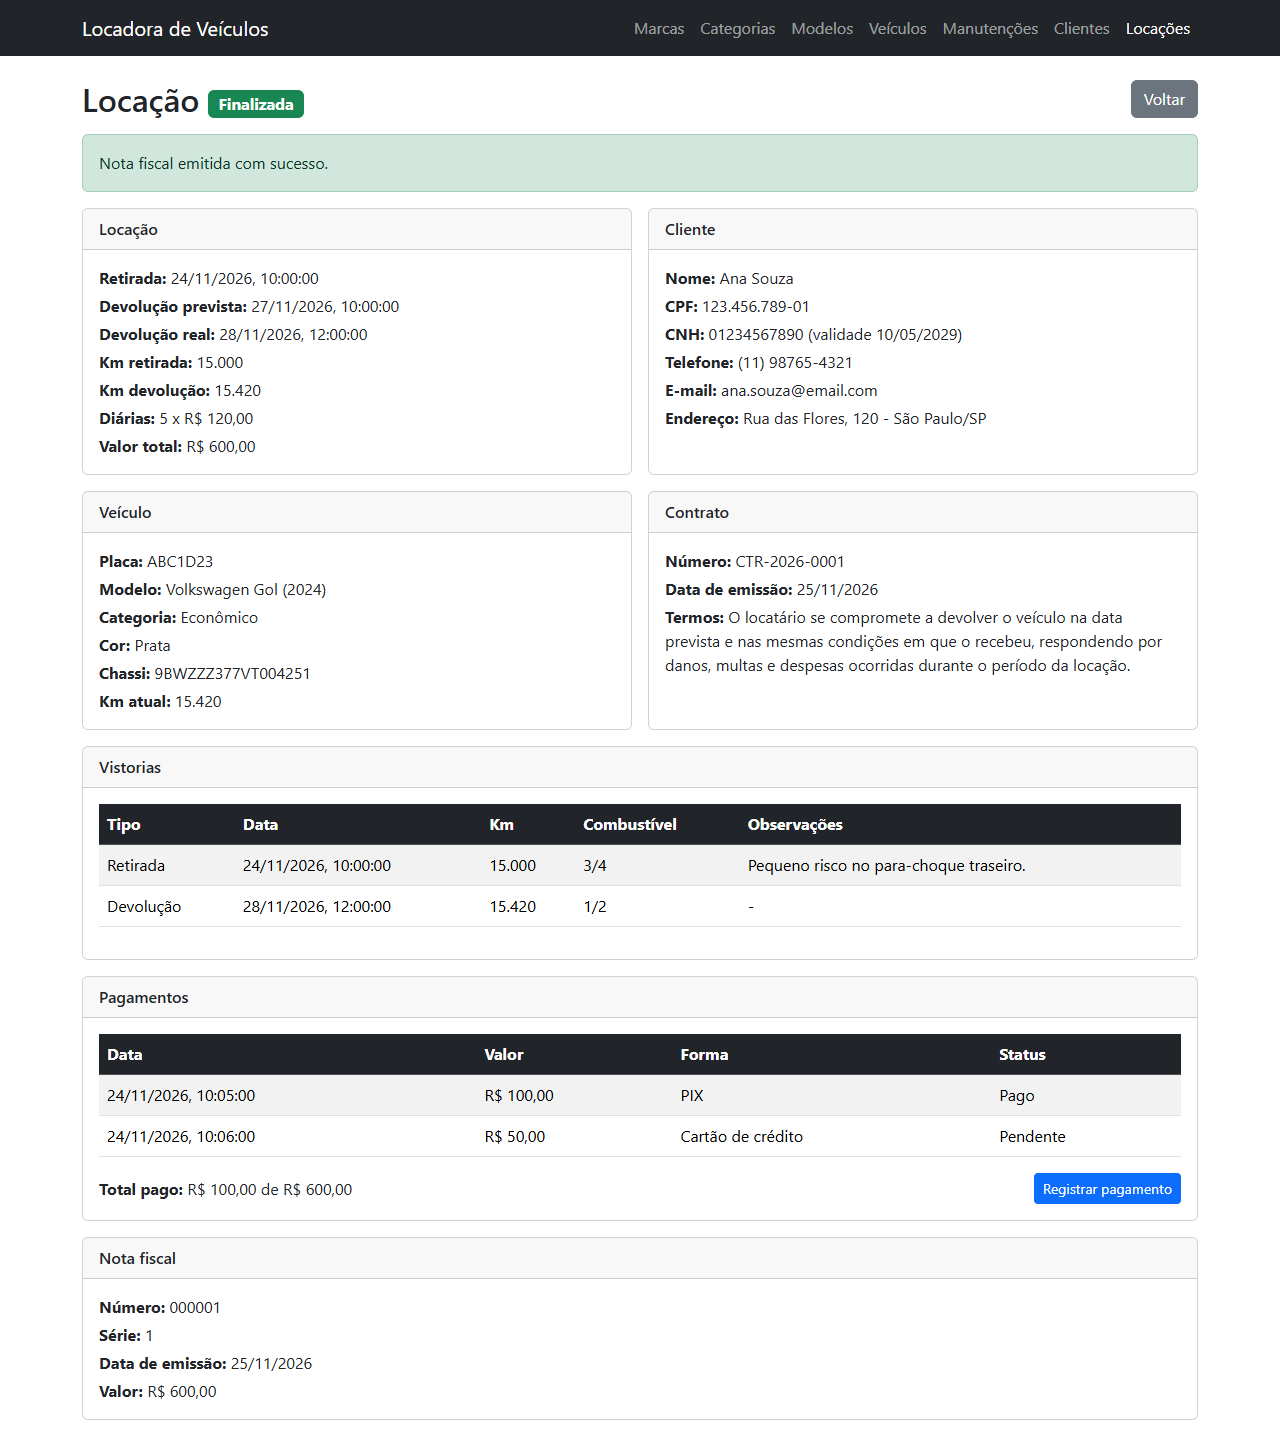 Locadora de Veículos Marcas Categorias Modelos Veículos Manutenções Clientes Locações
Locação Finalizada Voltar
Nota fiscal emitida com sucesso.
Locação
Retirada: 24/11/2026, 10:00:00
Devolução prevista: 27/11/2026, 10:00:00
Devolução real: 28/11/2026, 12:00:00
Km retirada: 15.000
Km devolução: 15.420
Diárias: 5 x R$ 120,00
Valor total: R$ 600,00
Cliente
Nome: Ana Souza
CPF: 123.456.789-01
CNH: 01234567890 (validade 10/05/2029)
Telefone: (11) 98765-4321
E-mail: ana.souza@email.com
Endereço: Rua das Flores, 120 - São Paulo/SP
Veículo
Placa: ABC1D23
Modelo: Volkswagen Gol (2024)
Categoria: Econômico
Cor: Prata
Chassi: 9BWZZZ377VT004251
Km atual: 15.420
Contrato
Número: CTR-2026-0001
Data de emissão: 25/11/2026
Termos: O locatário se compromete a devolver o veículo na data
prevista e nas mesmas condições em que o recebeu, respondendo por
danos, multas e despesas ocorridas durante o período da locação.
Vistorias
Tipo Data Km Combustível Observações
Retirada 24/11/2026, 10:00:00 15.000 3/4 Pequeno risco no para-choque traseiro.
Devolução 28/11/2026, 12:00:00 15.420 1/2 -
Pagamentos
Data Valor Forma Status
24/11/2026, 10:05:00 R$ 100,00 PIX Pago
24/11/2026, 10:06:00 R$ 50,00 Cartão de crédito Pendente
Total pago: R$ 100,00 de R$ 600,00 Registrar pagamento
Nota fiscal
Número: 000001
Série: 1
Data de emissão: 25/11/2026
Valor: R$ 600,00